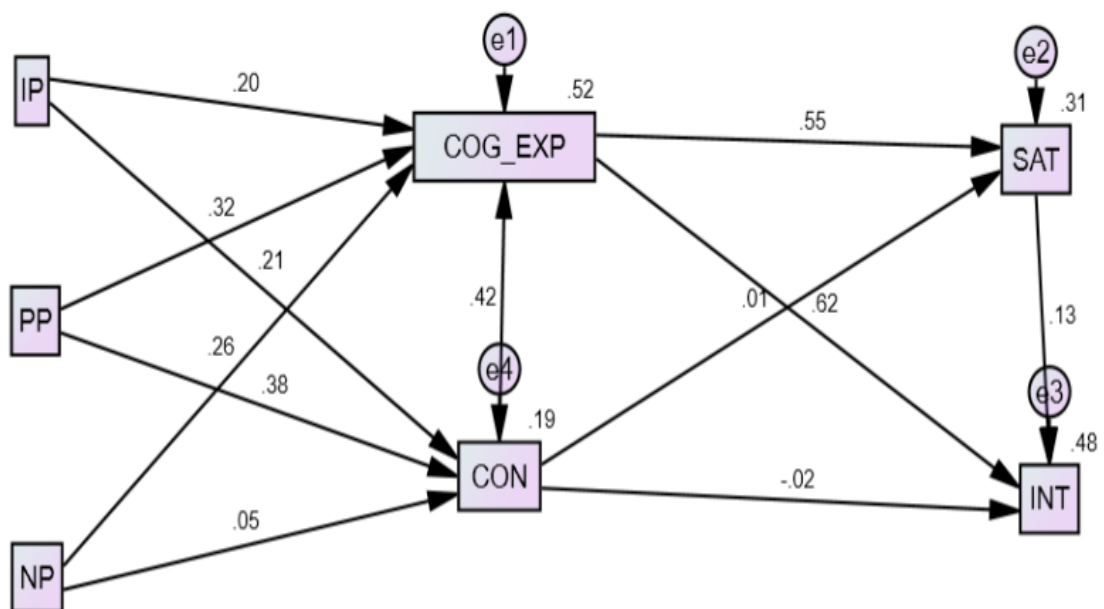 e1
e2
IP
.20
.52
.31
COG_EXP
.55
SAT
.32
.21
.42
.01
.62
PP
.13
.26
.38
e4
e3
.19
.48
CON
-.02
INT
.05
NP